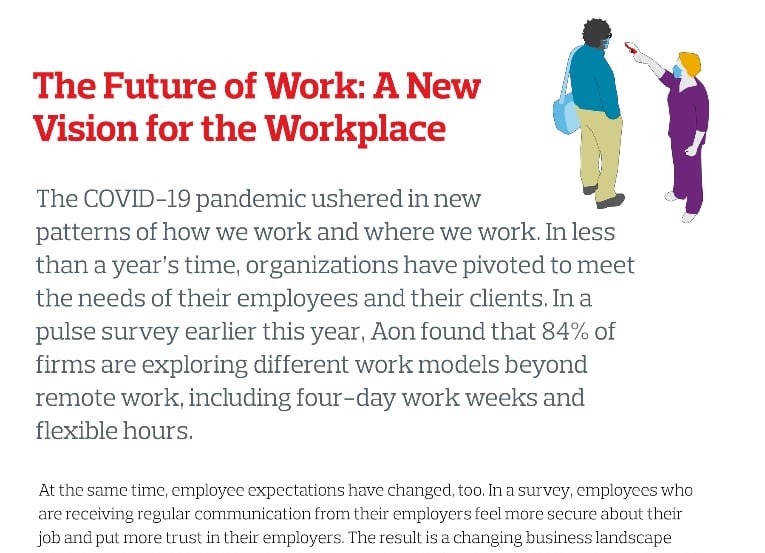 The Future of Work: A New
Vision for the Workplace
The COVID-19 pandemic ushered in new
patterns of how we work and where we work. In less
than a year's time, organizations have pivoted to meet
the needs of their employees and their clients. In a
pulse survey earlier this year, Aon found that 84% of
firms are exploring different work models beyond
remote work, including four-day work weeks and
flexible hours.
At the same time, employee expectations have changed, too. In a survey, employees who
are receiving regular communication from their employers feel more secure about their
job and put more trust in their employers. The result is a changing business landscape